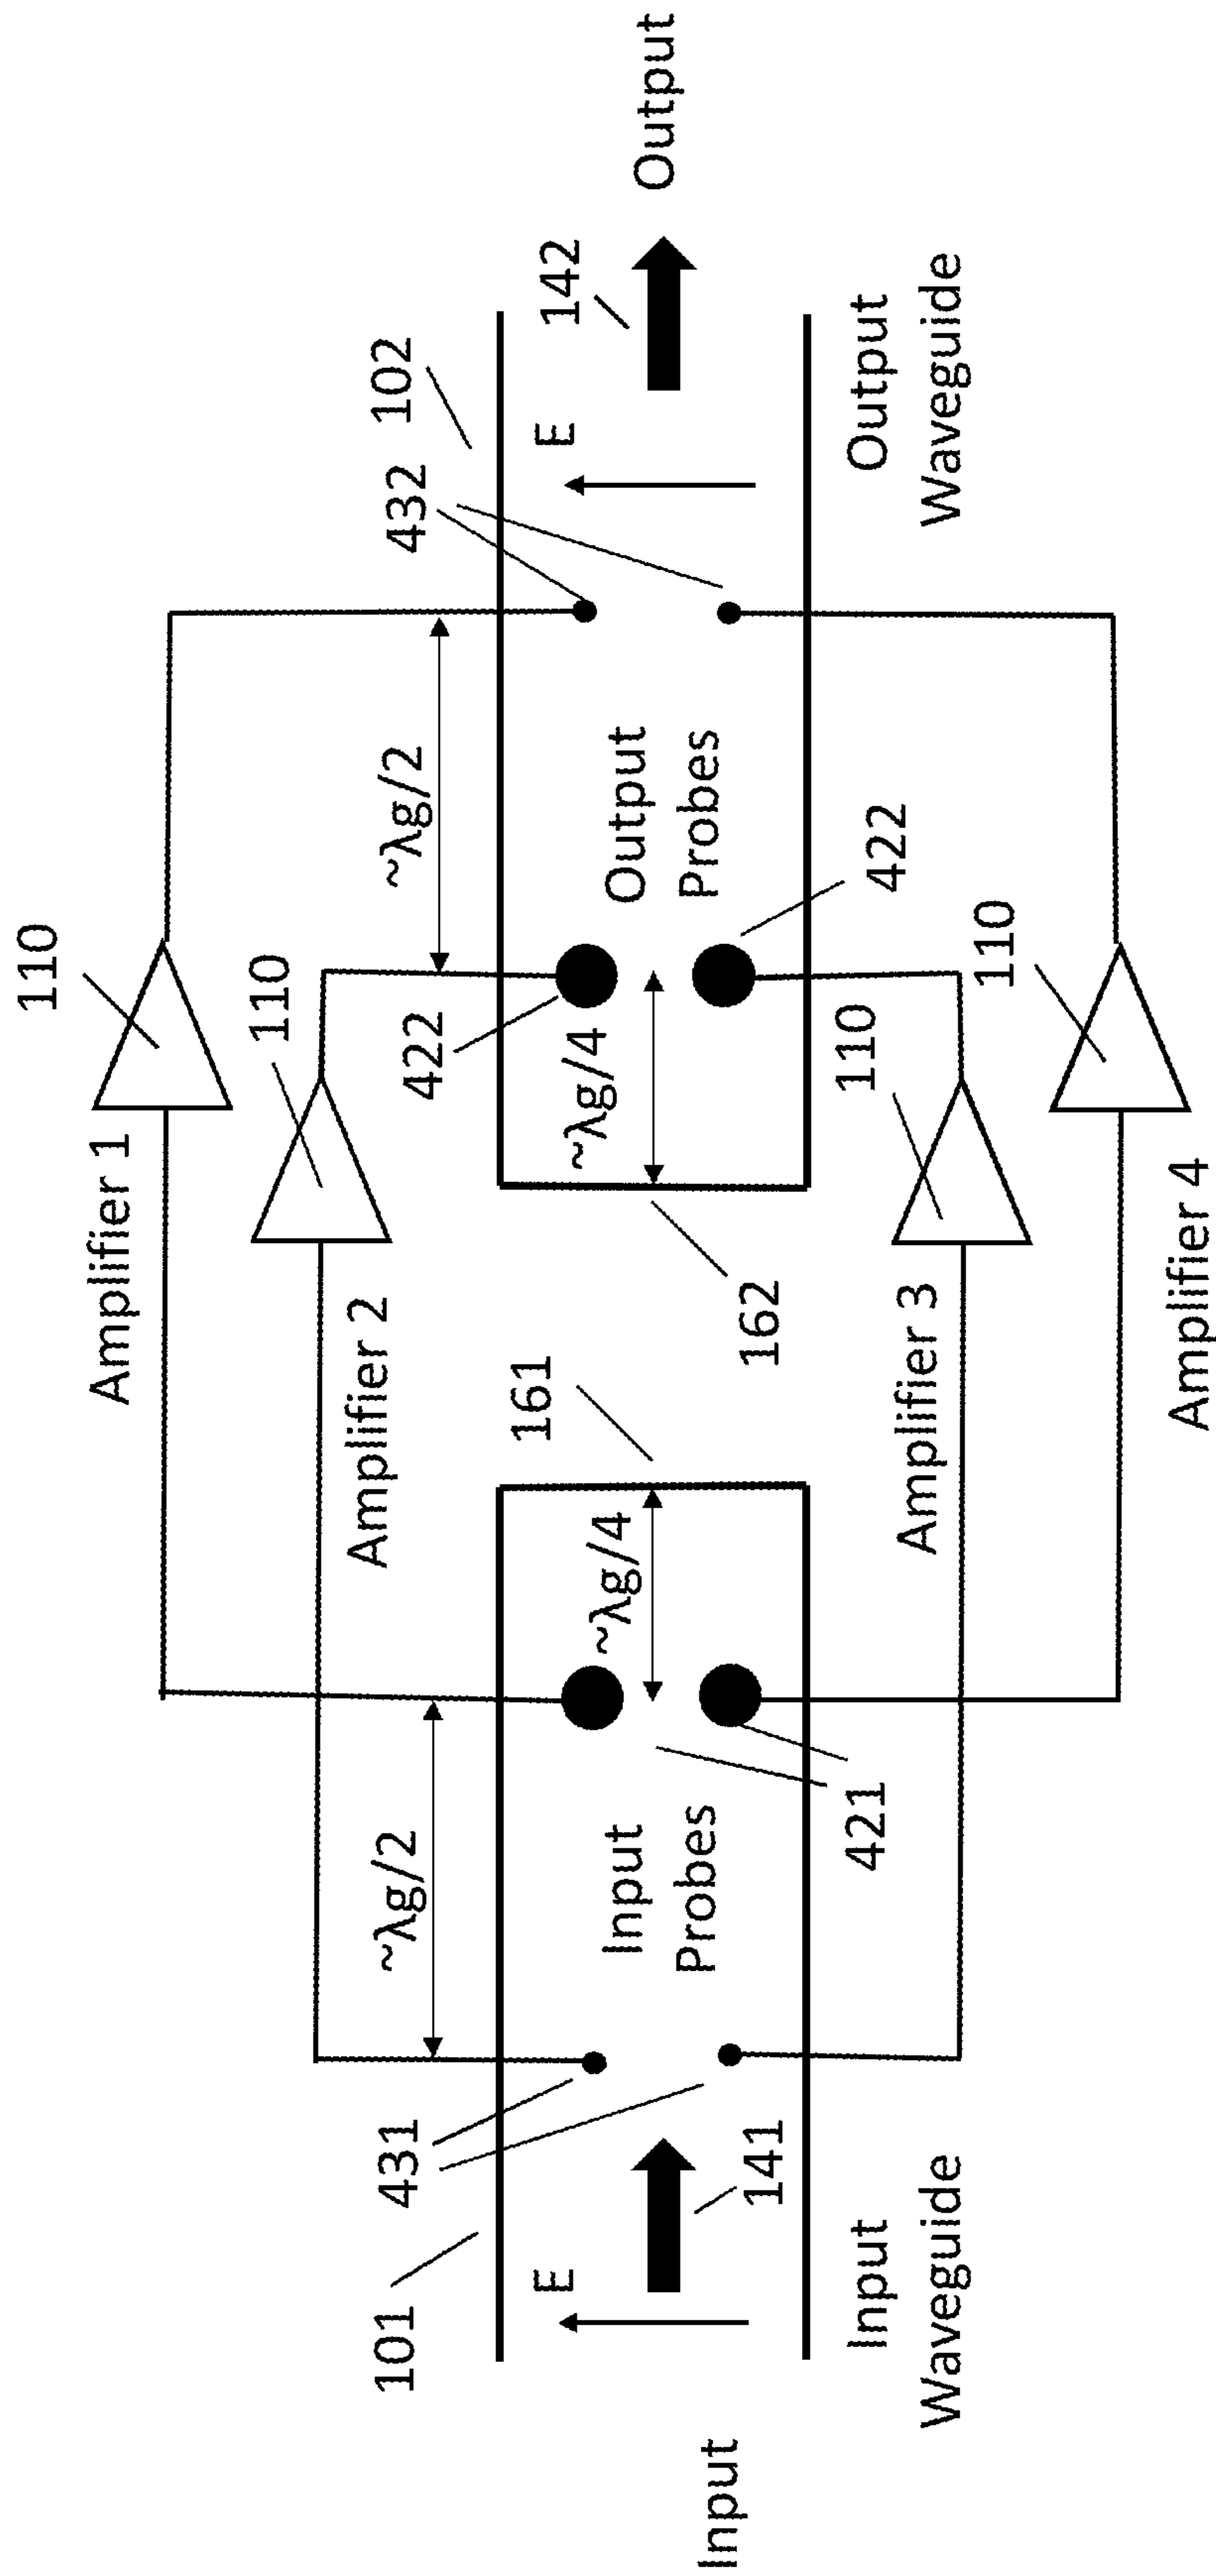 110
Amplifier 1
110
Amplifier 2
~λg/2
~λg/2
431
432
101
102
422
161
E
~λg/4
~λg/4
E
142
Input
Probes
Output
Probes
Input
Output
141
162
421
422
Input
Waveguide
Output
Waveguide
Amplifier 3
110
110
Amplifier 4